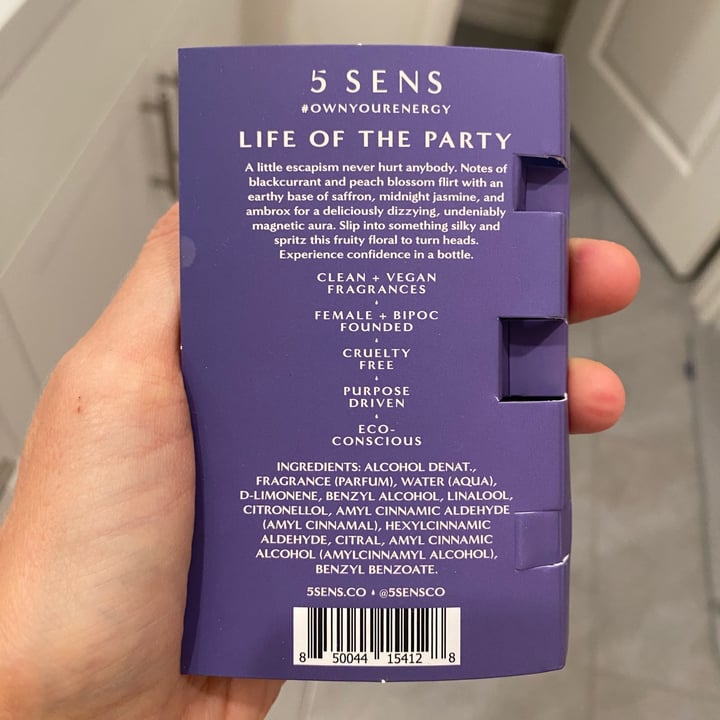 5 SENS
#OWNYOURENERGY
LIFE OF THE PARTY
A little escapism never hurt anybody. Notes of
blackcurrant and peach blossom flirt with an
earthy base of saffron, midnight jasmine, and
ambrox for a deliciously dizzying, undeniably
magnetic aura. Slip into something silky and
spritz this fruity floral to turn heads.
Experience confidence in a bottle.
CLEAN + VEGAN
FRAGRANCES
FEMALE + BIPOC
FOUNDED
CRUELTY
FREE
PURPOSE
DRIVEN
ECO-
CONSCIOUS
INGREDIENTS: ALCOHOL DENAT.,
FRAGRANCE (PARFUM), WATER (AQUA),
D-LIMONENE, BENZYL ALCOHOL, LINALOOL,
CITRONELLOL, AMYL CINNAMIC ALDEHYDE
(AMYL CINNAMAL), HEXYLCINNAMIC
ALDEHYDE, CITRAL, AMYL CINNAMIC
ALCOHOL (AMYLCINNAMYL ALCOHOL),
BENZYL BENZOATE.
5SENS.CO @5SENSCO
8 50044 15412 8